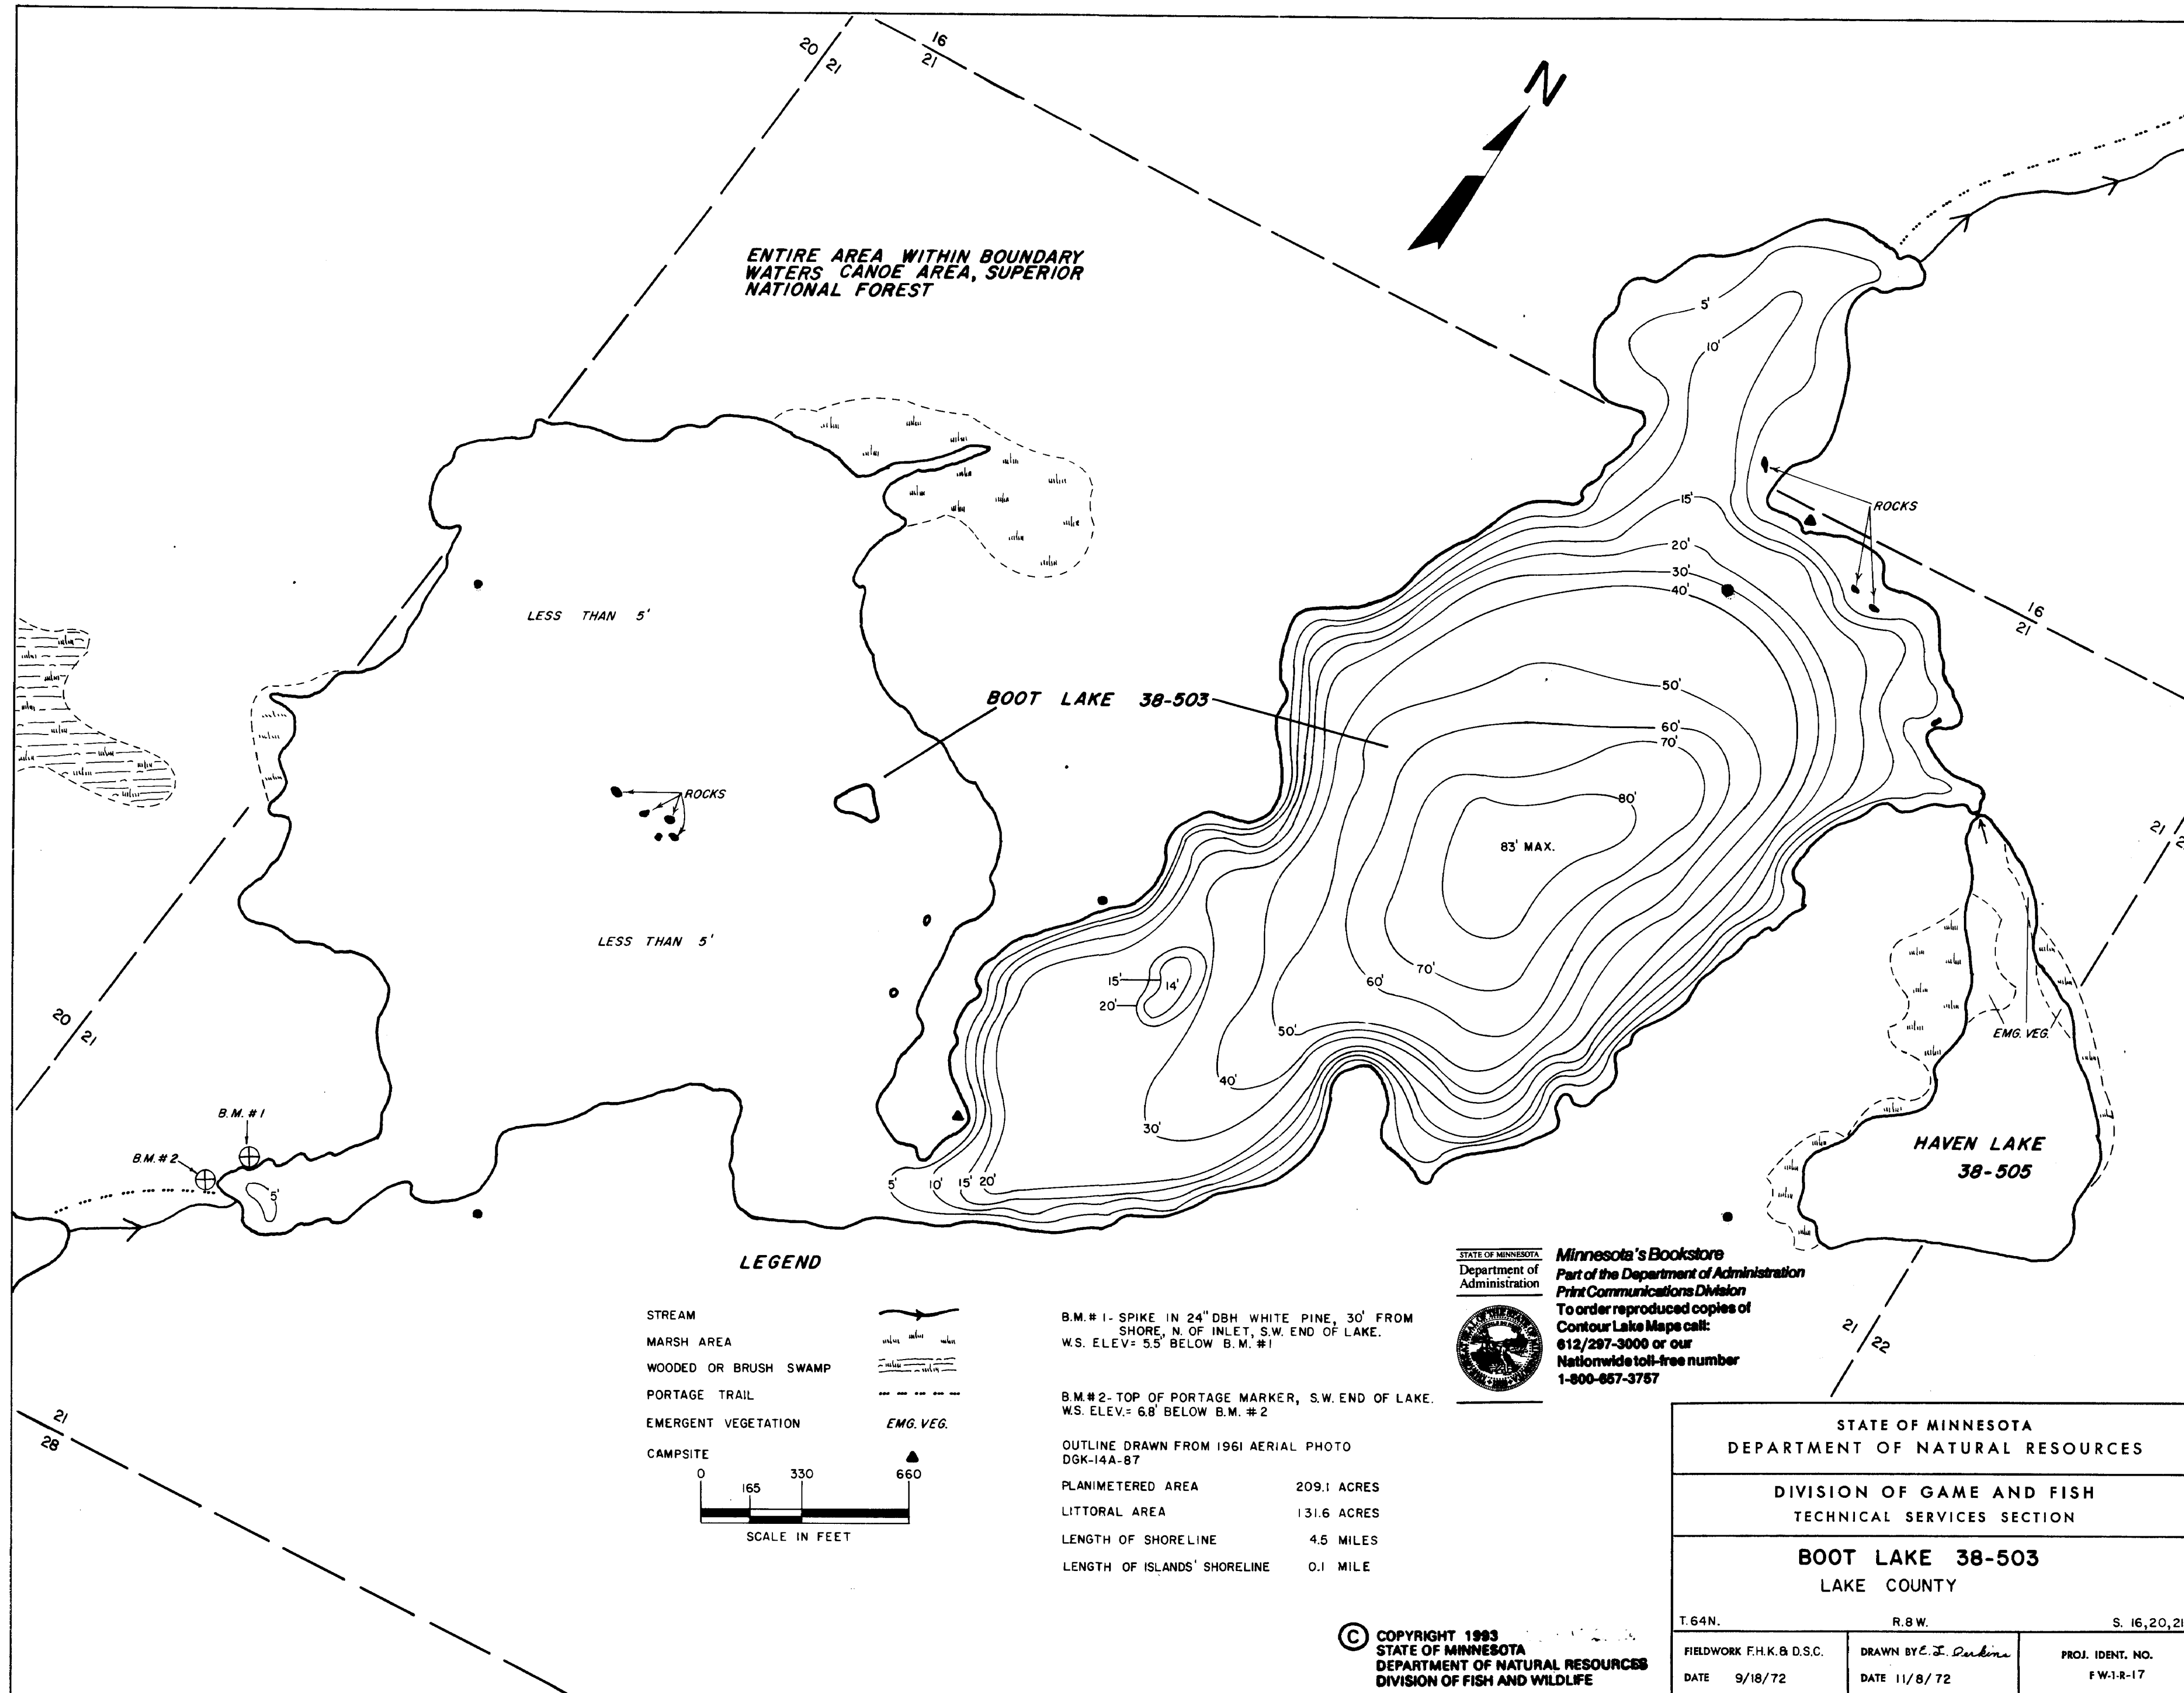 20
21
16
21
N
ENTIRE AREA WITHIN BOUNDARY
WATERS CANOE AREA, SUPERIOR
NATIONAL FOREST
5'
10'
15'
20'
30'
40'
50'
60'
70'
80'
83' MAX.
ROCKS
16
21
LESS THAN 5'
BOOT LAKE 38-503
ROCKS
LESS THAN 5'
15'
14'
20'
70'
60'
50'
40'
30'
5' 10' 15' 20'
20
21
21
EMG. VEG.
HAVEN LAKE
38-505
B.M. #1
B.M. #2
5'
21
22
21
28
LEGEND
STREAM
MARSH AREA
WOODED OR BRUSH SWAMP
PORTAGE TRAIL
EMERGENT VEGETATION EMG. VEG.
CAMPSITE
0 165 330 660
SCALE IN FEET
B.M.# 1- SPIKE IN 24" DBH WHITE PINE, 30' FROM
SHORE, N. OF INLET, S.W. END OF LAKE.
W.S. ELEV= 5.5' BELOW B.M. #1
B.M.#2- TOP OF PORTAGE MARKER, S.W. END OF LAKE.
W.S. ELEV.= 6.8' BELOW B.M. #2
OUTLINE DRAWN FROM 1961 AERIAL PHOTO
DGK-14A-87
PLANIMETERED AREA 209.1 ACRES
LITTORAL AREA 131.6 ACRES
LENGTH OF SHORELINE 4.5 MILES
LENGTH OF ISLANDS' SHORELINE 0.1 MILE
STATE OF MINNESOTA
Department of
Administration
Minnesota's Bookstore
Part of the Department of Administration
Print Communications Division
To order reproduced copies of
Contour Lake Maps call:
612/297-3000 or our
Nationwide toll-free number
1-800-657-3757
© COPYRIGHT 1993
STATE OF MINNESOTA
DEPARTMENT OF NATURAL RESOURCES
DIVISION OF FISH AND WILDLIFE
STATE OF MINNESOTA
DEPARTMENT OF NATURAL RESOURCES
DIVISION OF GAME AND FISH
TECHNICAL SERVICES SECTION
BOOT LAKE 38-503
LAKE COUNTY
T. 64N. R. 8 W. S. 16,20,21
FIELDWORK F.H.K. & D.S.C.
DATE 9/18/72
DRAWN BY E. I. Perkins
DATE 11/8/72
PROJ. IDENT. NO.
FW-1-R-17